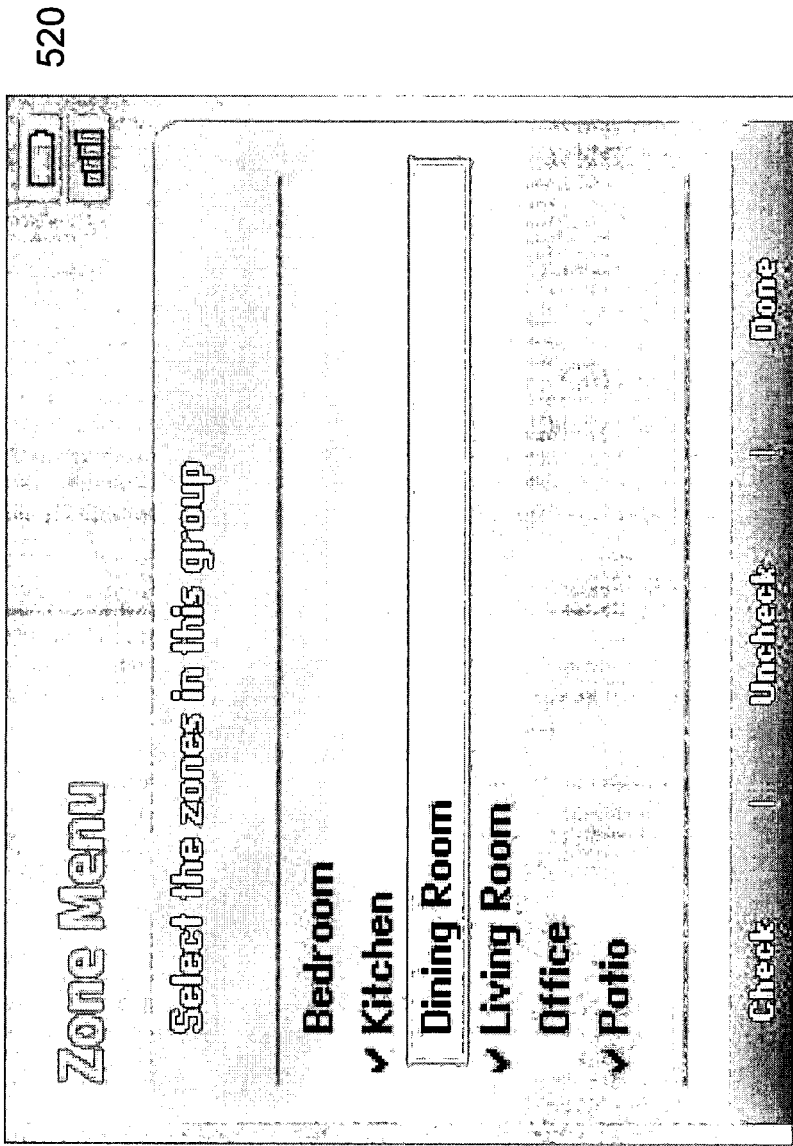 520
Zone Menu
Select the zones in this group
Bedroom
✓ Kitchen
Dining Room
✓ Living Room
Office
✓ Patio
Check | Uncheck | Done